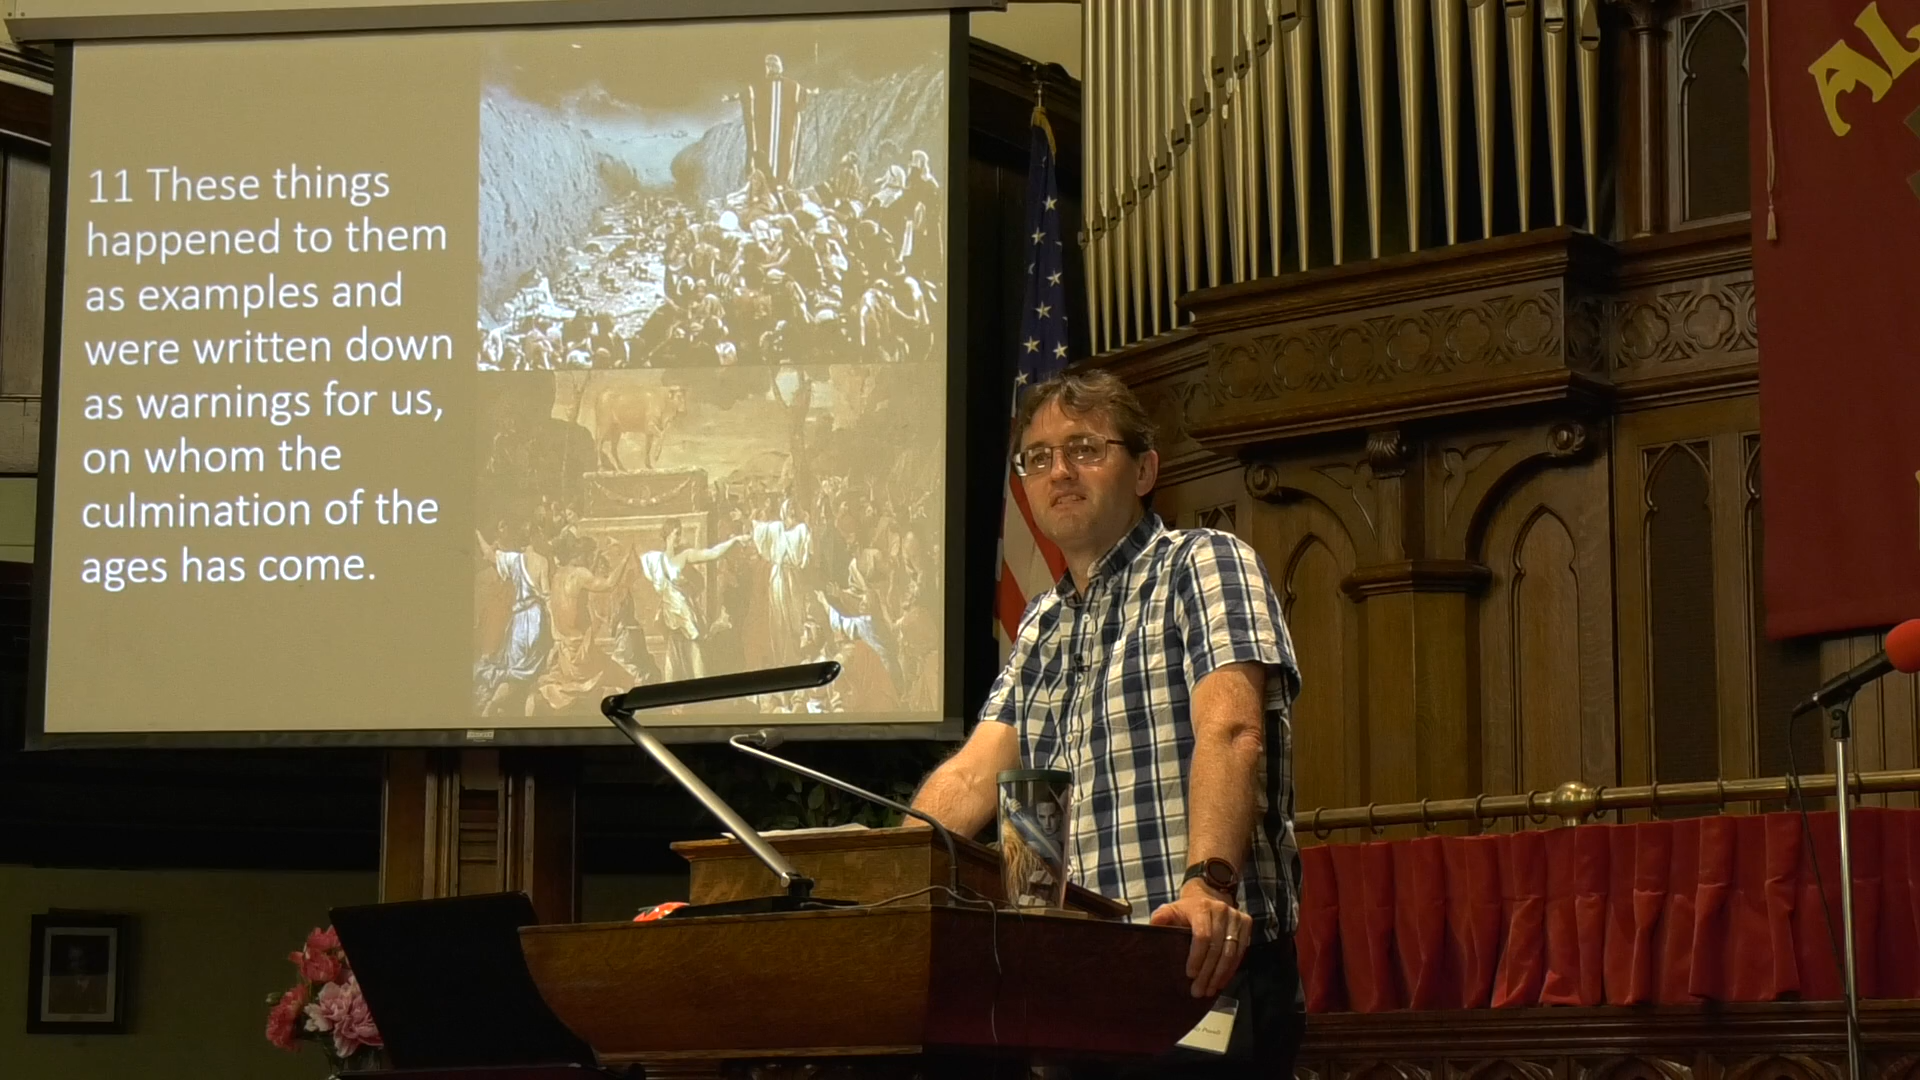 11 These things
happened to them
as examples and
were written down
as warnings for us,
on whom the
culmination of the
ages has come.
AL